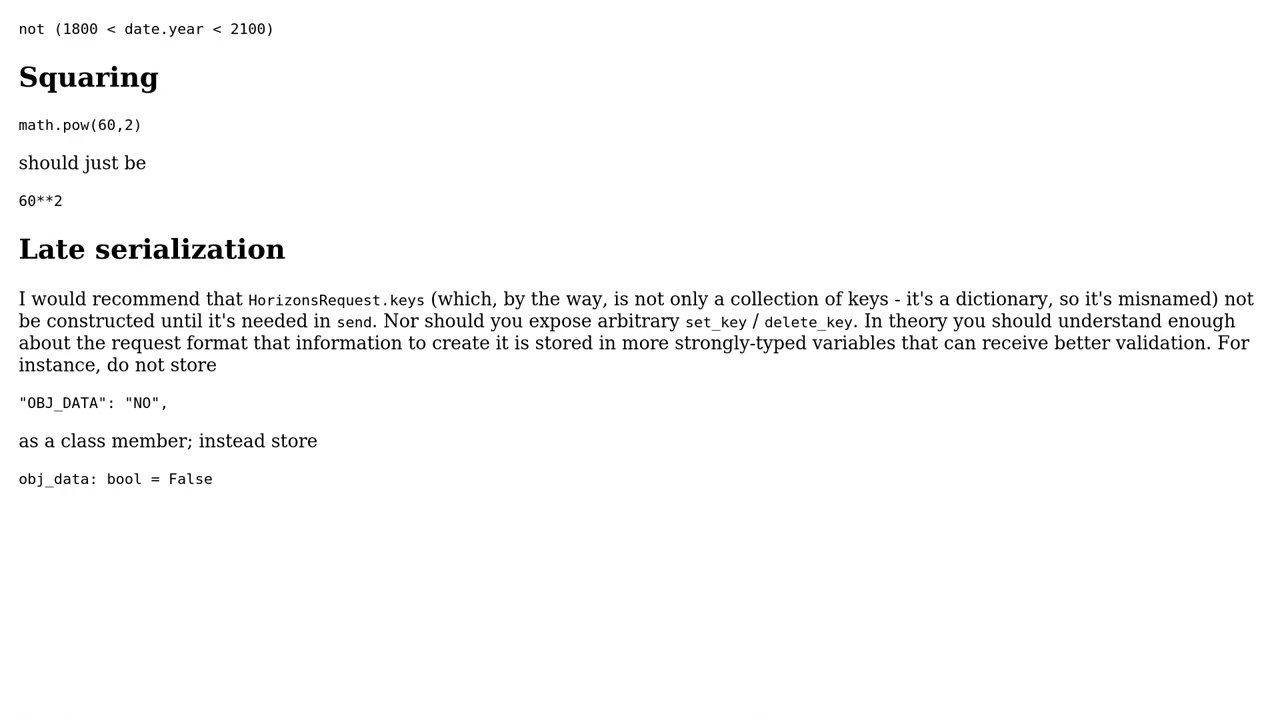 not (1800 < date.year < 2100)
Squaring
math.pow(60,2)
should just be
60**2
Late serialization
I would recommend that HorizonsRequest.keys (which, by the way, is not only a collection of keys - it's a dictionary, so it's misnamed) not
be constructed until it's needed in send. Nor should you expose arbitrary set_key / delete_key. In theory you should understand enough
about the request format that information to create it is stored in more strongly-typed variables that can receive better validation. For
instance, do not store
"OBJ_DATA": "NO",
as a class member; instead store
obj_data: bool = False